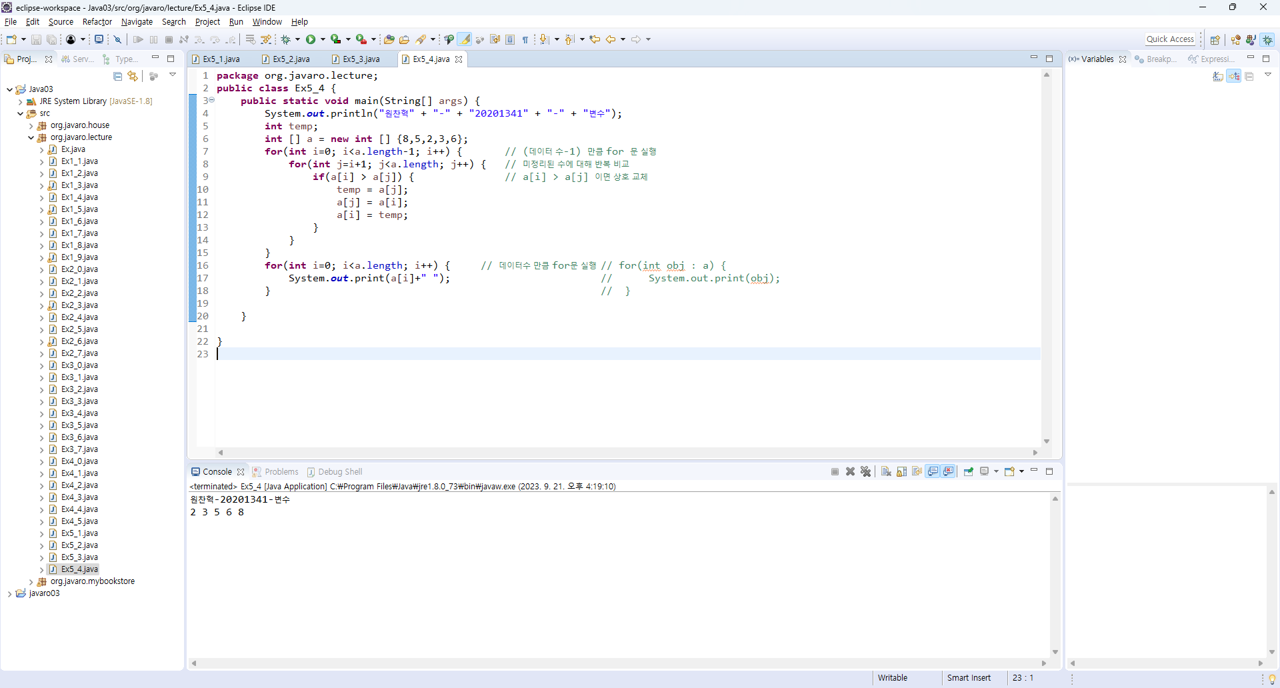 eclipse-workspace - Java03/src/org/javaro/lecture/Ex5_4.java - Eclipse IDE
File Edit Source Refactor Navigate Search Project Run Window Help
Quick Access
Proj... Serv... Type...
Java03
JRE System Library [JavaSE-1.8]
src
org.javaro.house
org.javaro.lecture
Ex.java
Ex1_1.java
Ex1_2.java
Ex1_3.java
Ex1_4.java
Ex1_5.java
Ex1_6.java
Ex1_7.java
Ex1_8.java
Ex1_9.java
Ex2_0.java
Ex2_1.java
Ex2_2.java
Ex2_3.java
Ex2_4.java
Ex2_5.java
Ex2_6.java
Ex2_7.java
Ex3_0.java
Ex3_1.java
Ex3_2.java
Ex3_3.java
Ex3_4.java
Ex3_5.java
Ex3_6.java
Ex3_7.java
Ex4_0.java
Ex4_1.java
Ex4_2.java
Ex4_3.java
Ex4_4.java
Ex4_5.java
Ex5_1.java
Ex5_2.java
Ex5_3.java
Ex5_4.java
org.javaro.mybookstore
javaro03
Ex5_1.java Ex5_2.java Ex5_3.java Ex5_4.java
1 package org.javaro.lecture;
2 public class Ex5_4 {
3 public static void main(String[] args) {
4 System.out.println("원찬혁" + "-" + "20201341" + "-" + "변수");
5 int temp;
6 int [] a = new int [] {8,5,2,3,6};
7 for(int i=0; i<a.length-1; i++) { // (데이터 수-1) 만큼 for 문 실행
8 for(int j=i+1; j<a.length; j++) { // 미정리된 수에 대해 반복 비교
9 if(a[i] > a[j]) { // a[i] > a[j] 이면 상호 교체
10 temp = a[j];
11 a[j] = a[i];
12 a[i] = temp;
13 }
14 }
15 }
16 for(int i=0; i<a.length; i++) { // 데이터수 만큼 for문 실행 // for(int obj : a) {
17 System.out.print(a[i]+" "); // System.out.print(obj);
18 } // }
19
20 }
21
22 }
23
Variables Breakp... Expressi...
Console Problems Debug Shell
<terminated> Ex5_4 [Java Application] C:₩Program Files₩Java₩jre1.8.0_73₩bin₩javaw.exe (2023. 9. 21. 오후 4:19:10)
원찬혁-20201341-변수
2 3 5 6 8
Writable Smart Insert 23 : 1